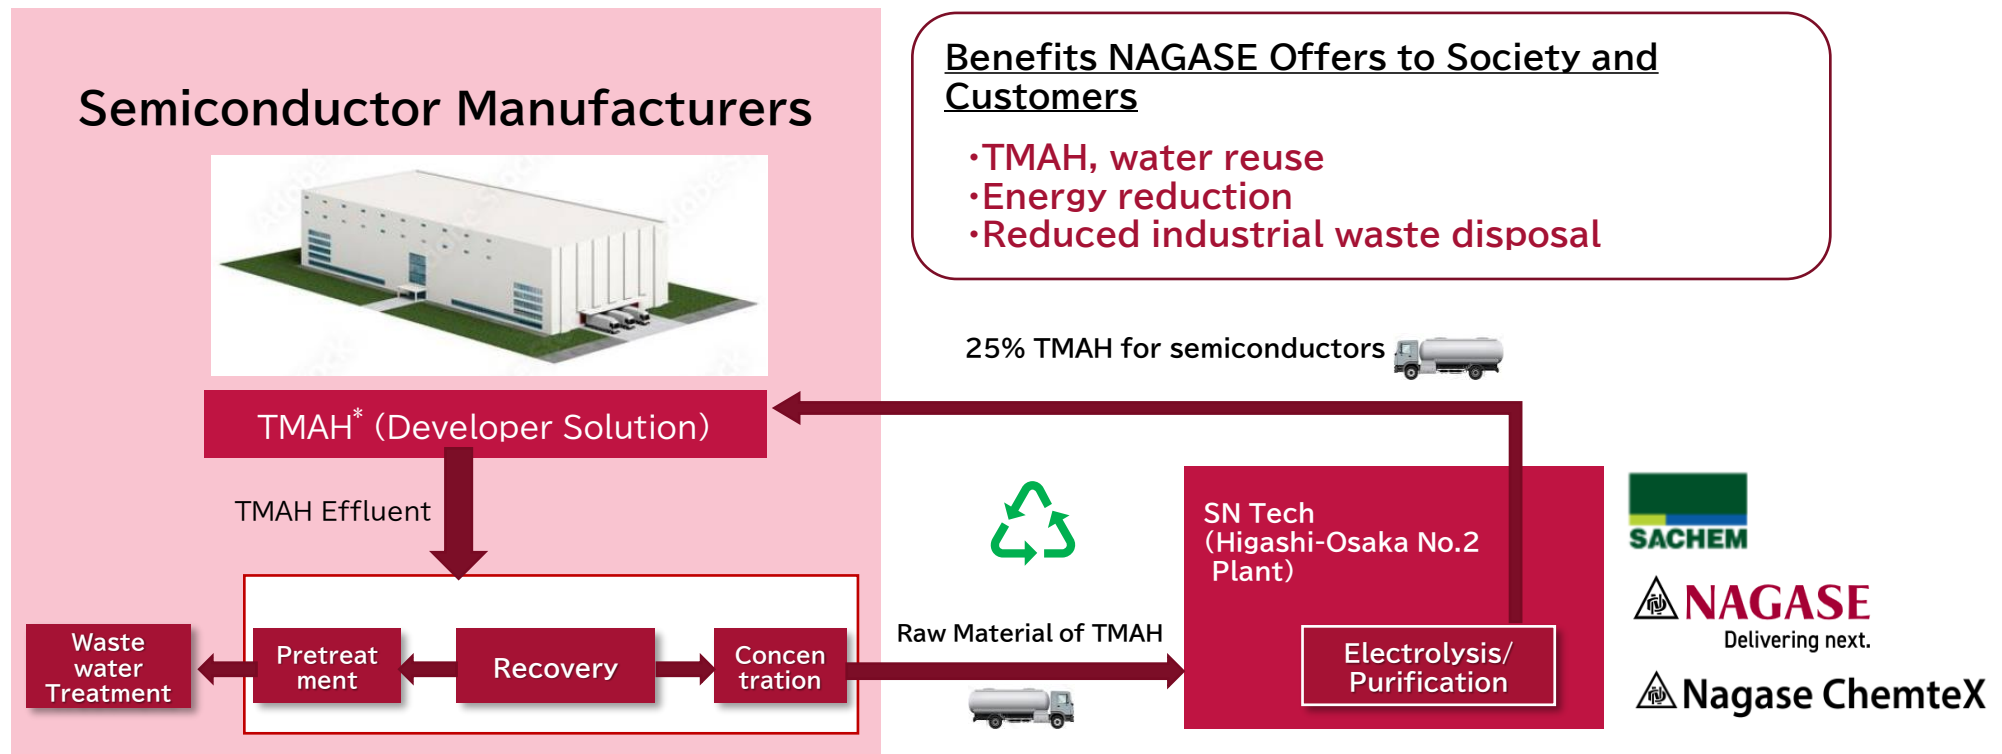 Semiconductor Manufacturers
Adobe Stock
TMAH* (Developer Solution)
TMAH Effluent
Waste
water
Treatment
Pretreat
ment
Recovery
Concen
tration
Benefits NAGASE Offers to Society and
Customers
・TMAH, water reuse
・Energy reduction
・Reduced industrial waste disposal
25% TMAH for semiconductors
Raw Material of TMAH
SN Tech
(Higashi-Osaka No.2
Plant)
Electrolysis/
Purification
SACHEM
NAGASE
Delivering next.
Nagase ChemteX